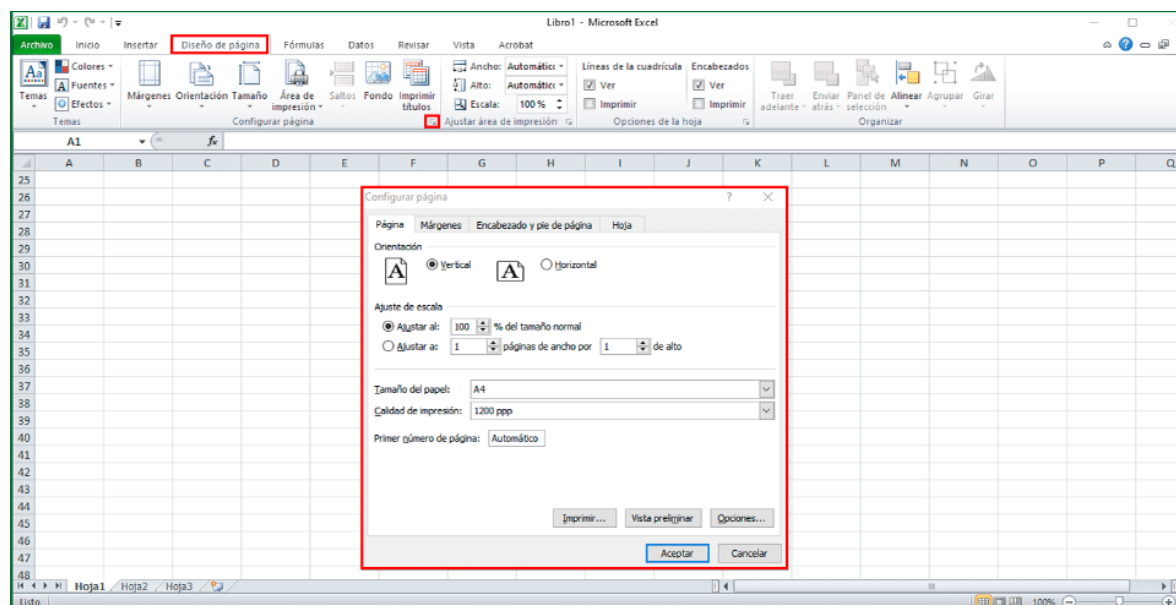 Libro1 - Microsoft Excel
Archivo Inicio Insertar Diseño de página Fórmulas Datos Revisar Vista Acrobat
Colores
Fuentes
Efectos
Temas
Temas
Márgenes Orientación Tamaño Área de impresión Saltos Fondo Imprimir títulos
Configurar página
Ancho: Automático
Alto: Automático
Escala: 100 %
Ajustar área de impresión
Líneas de la cuadrícula Encabezados
Ver Ver
Imprimir Imprimir
Opciones de la hoja
Traer adelante Enviar atrás Panel de selección Alinear Agrupar Girar
Organizar
A1 fx
A B C D E F G H I J K L M N O P Q
25
26
27
28
29
30
31
32
33
34
35
36
37
38
39
40
41
42
43
44
45
46
47
48
Configurar página ?
Página Márgenes Encabezado y pie de página Hoja
Orientación
A Vertical A Horizontal
Ajuste de escala
Ajustar al: 100 % del tamaño normal
Ajustar a: 1 páginas de ancho por 1 de alto
Tamaño del papel: A4
Calidad de impresión: 1200 ppp
Primer número de página: Automático
Imprimir... Vista preliminar Opciones...
Aceptar Cancelar
Hoja1 Hoja2 Hoja3
Listo 100%